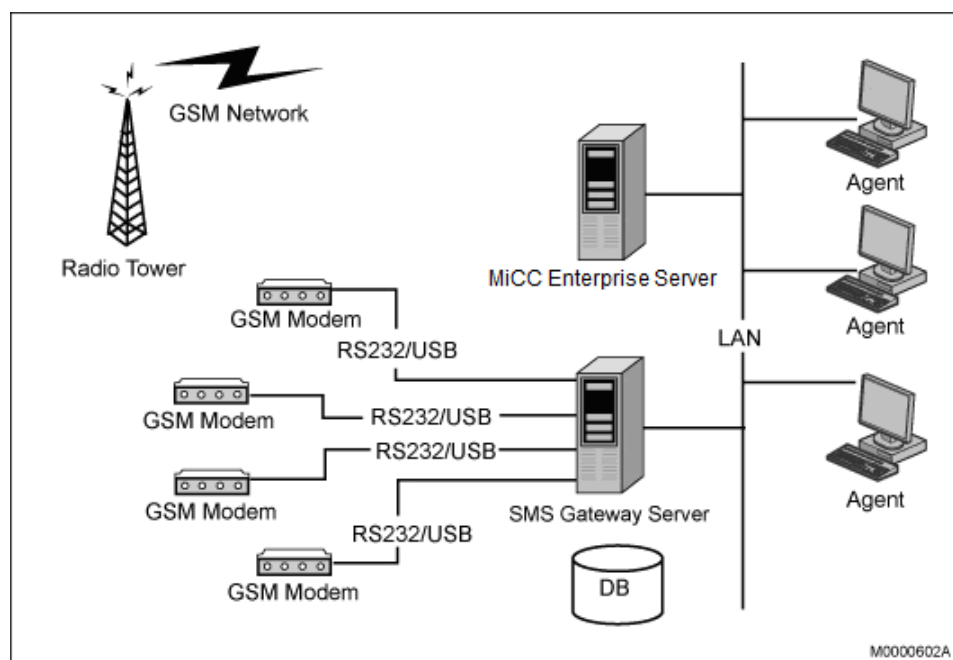 GSM Network
Radio Tower
Agent
MiCC Enterprise Server
GSM Modem
RS232/USB
Agent
LAN
GSM Modem
RS232/USB
RS232/USB
GSM Modem
SMS Gateway Server
Agent
RS232/USB
GSM Modem
DB
M0000602A